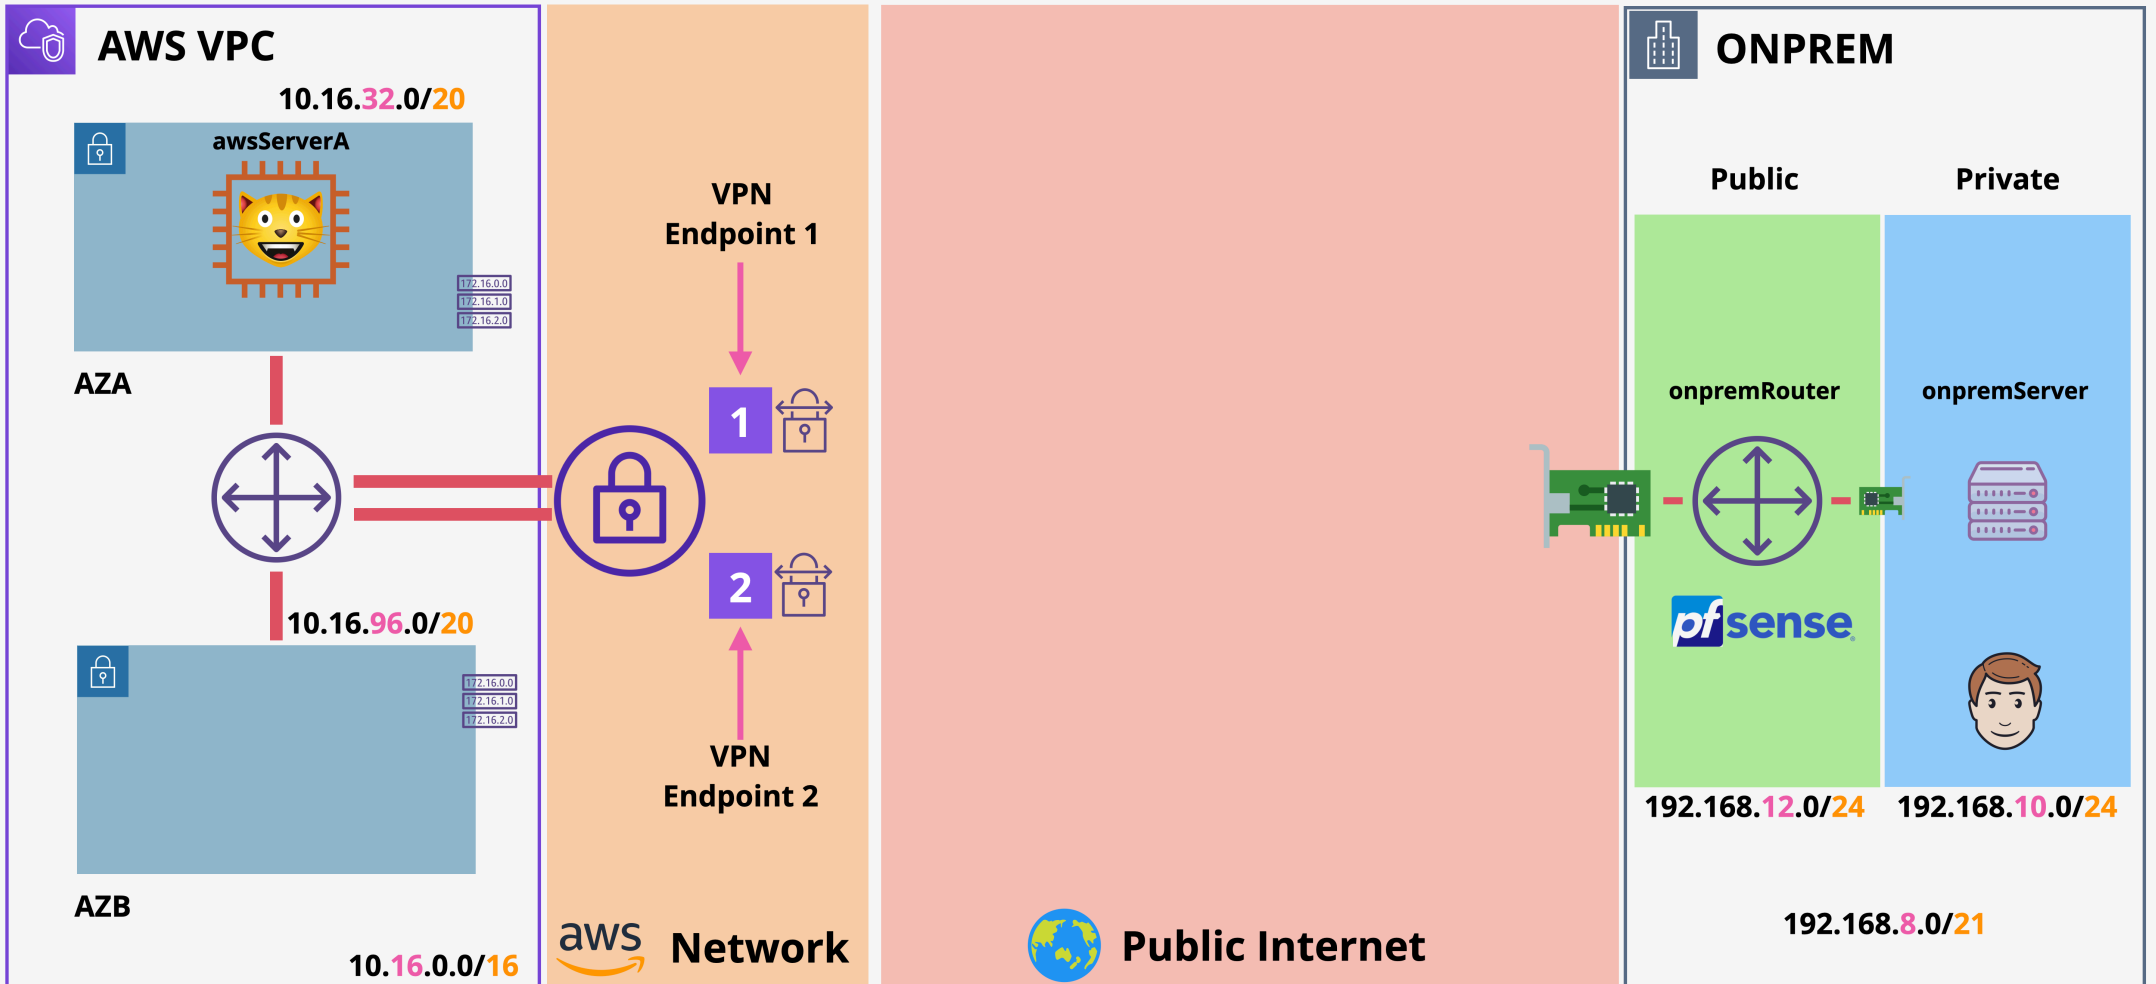 AWS VPC
10.16.32.0/20
awsServerA
172.16.0.0
172.16.1.0
172.16.2.0
AZA
10.16.96.0/20
172.16.0.0
172.16.1.0
172.16.2.0
AZB
10.16.0.0/16
VPN
Endpoint 1
1
2
VPN
Endpoint 2
aws
Network
Public Internet
ONPREM
Public
Private
onpremRouter
onpremServer
pfsense
192.168.12.0/24
192.168.10.0/24
192.168.8.0/21